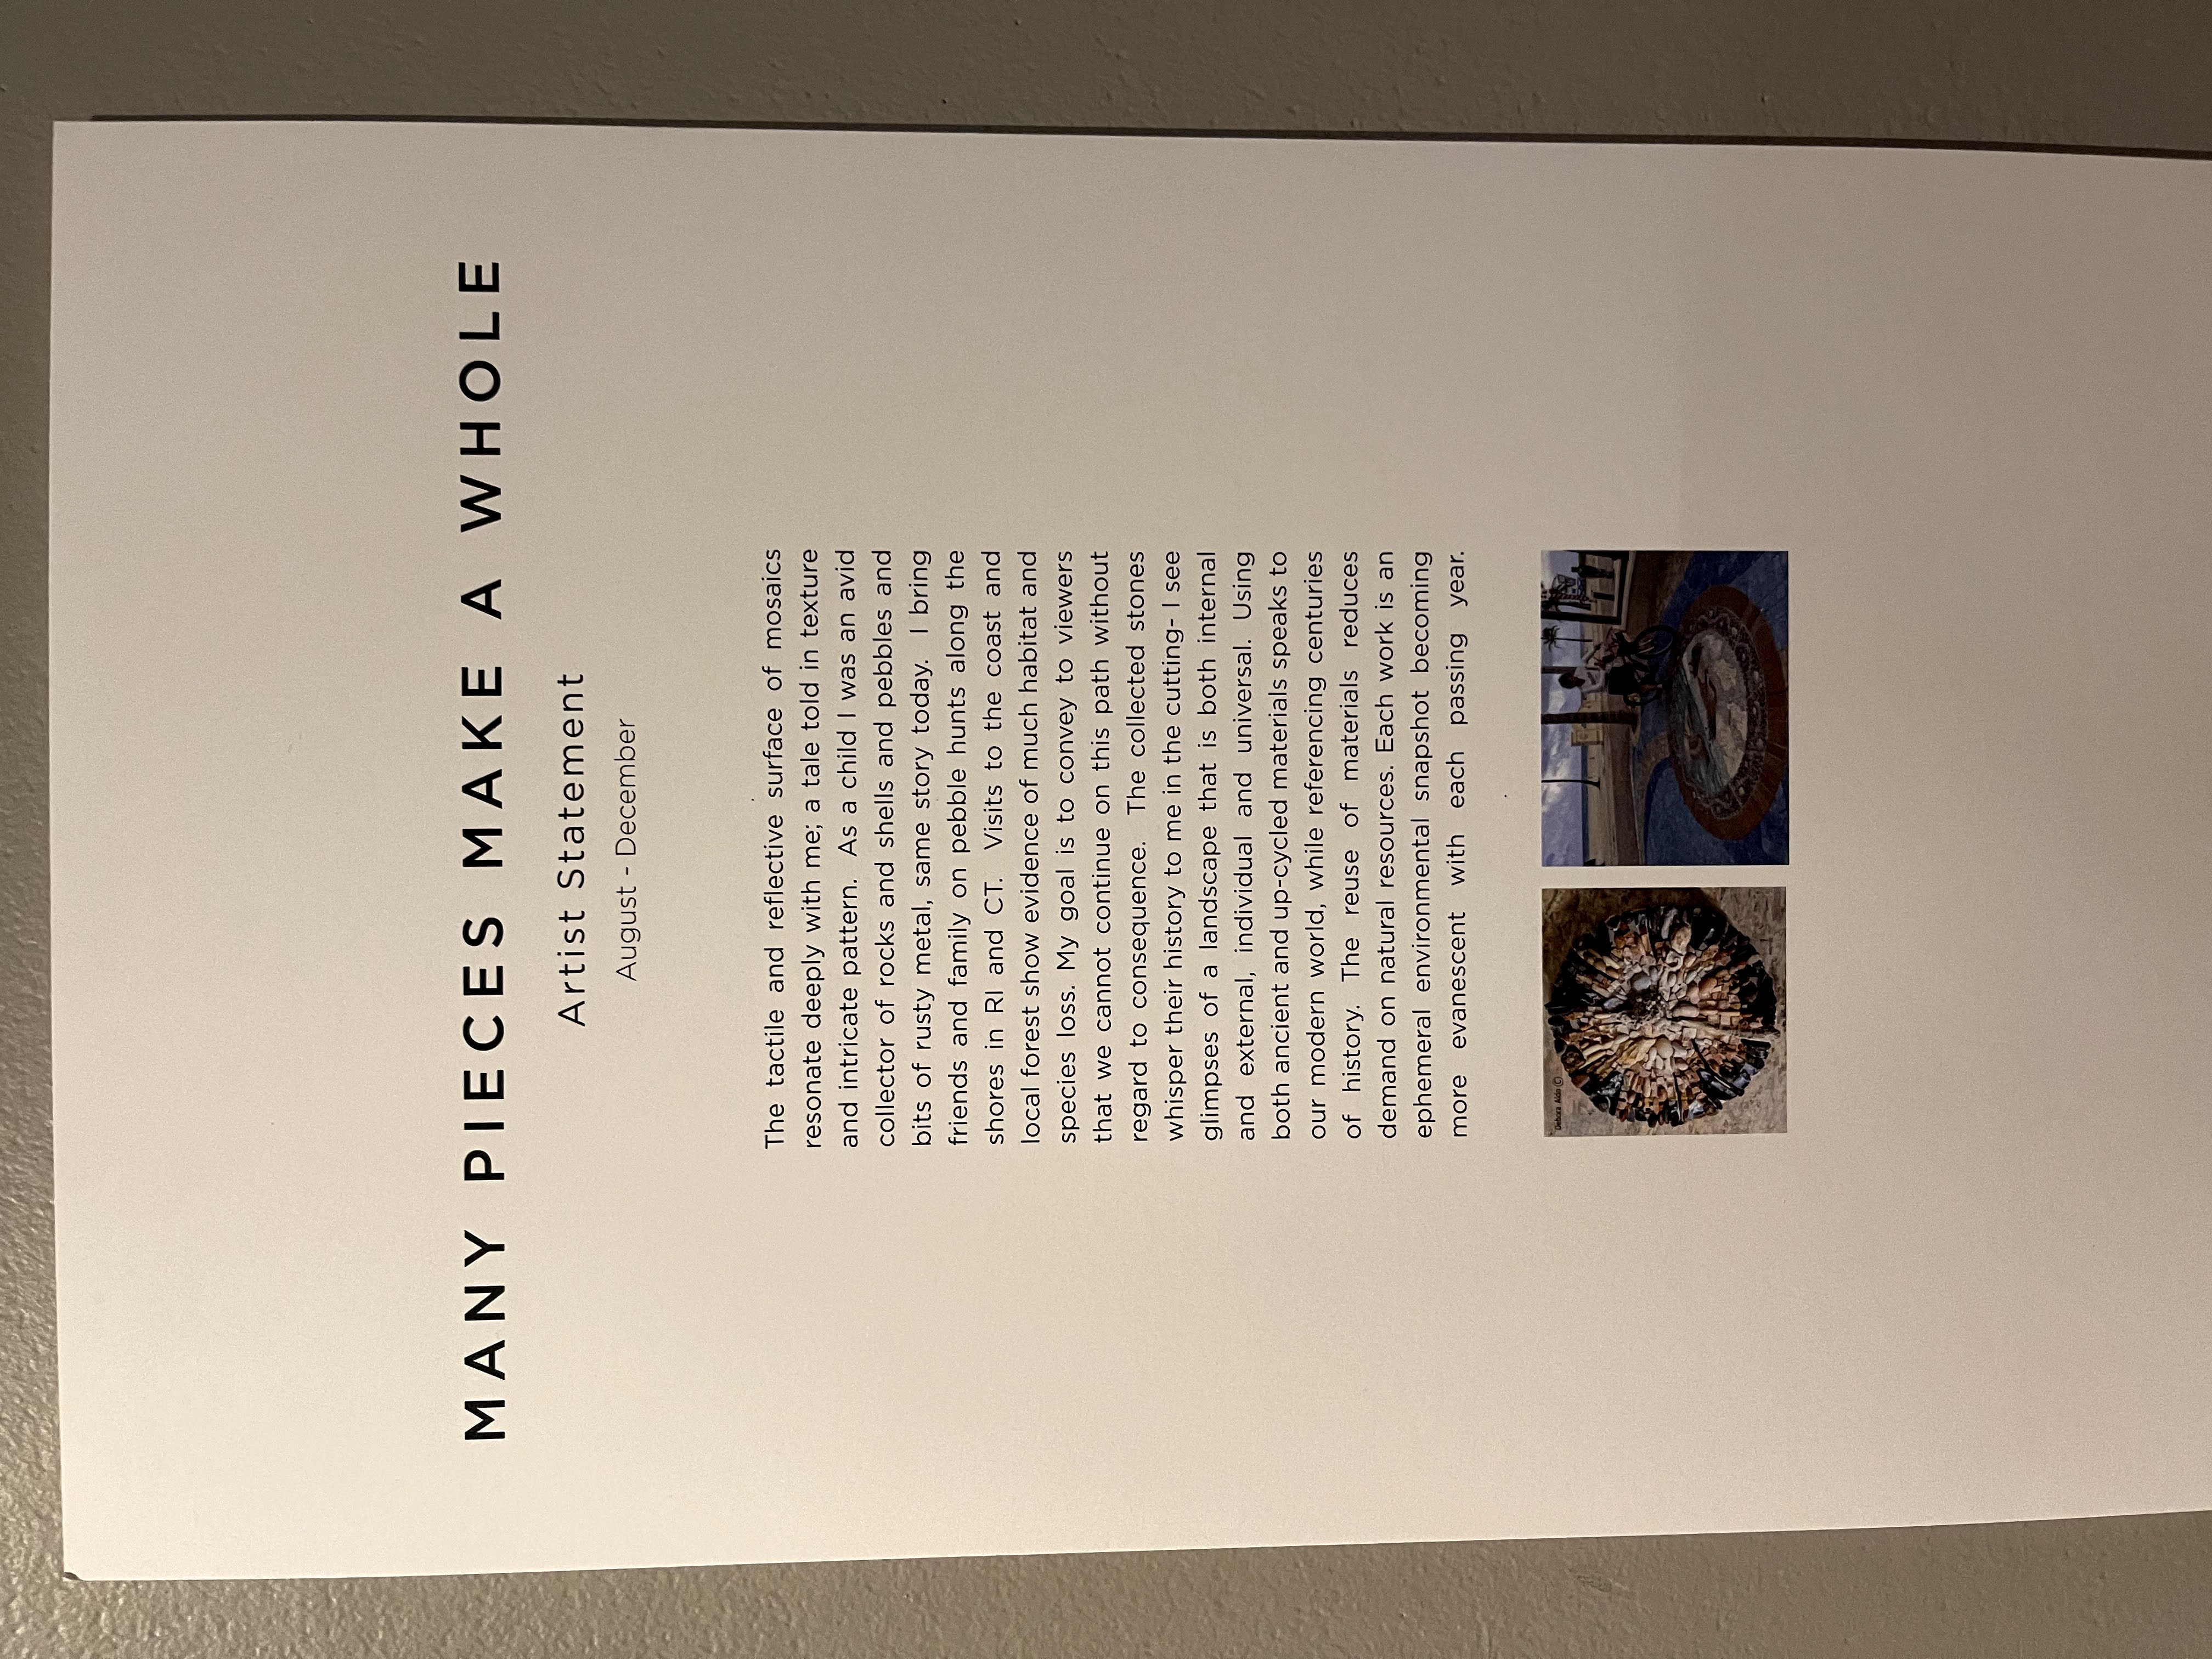 MANY PIECES MAKE A WHOLE
Artist Statement
August - December
The tactile and reflective surface of mosaics
resonate deeply with me; a tale told in texture
and intricate pattern. As a child I was an avid
collector of rocks and shells and pebbles and
bits of rusty metal, same story today. I bring
friends and family on pebble hunts along the
shores in RI and CT. Visits to the coast and
local forest show evidence of much habitat and
species loss. My goal is to convey to viewers
that we cannot continue on this path without
regard to consequence. The collected stones
whisper their history to me in the cutting- I see
glimpses of a landscape that is both internal
and external, individual and universal. Using
both ancient and up-cycled materials speaks to
our modern world, while referencing centuries
of history. The reuse of materials reduces
demand on natural resources. Each work is an
ephemeral environmental snapshot becoming
more evanescent with each passing year.
Debora Aldo ©